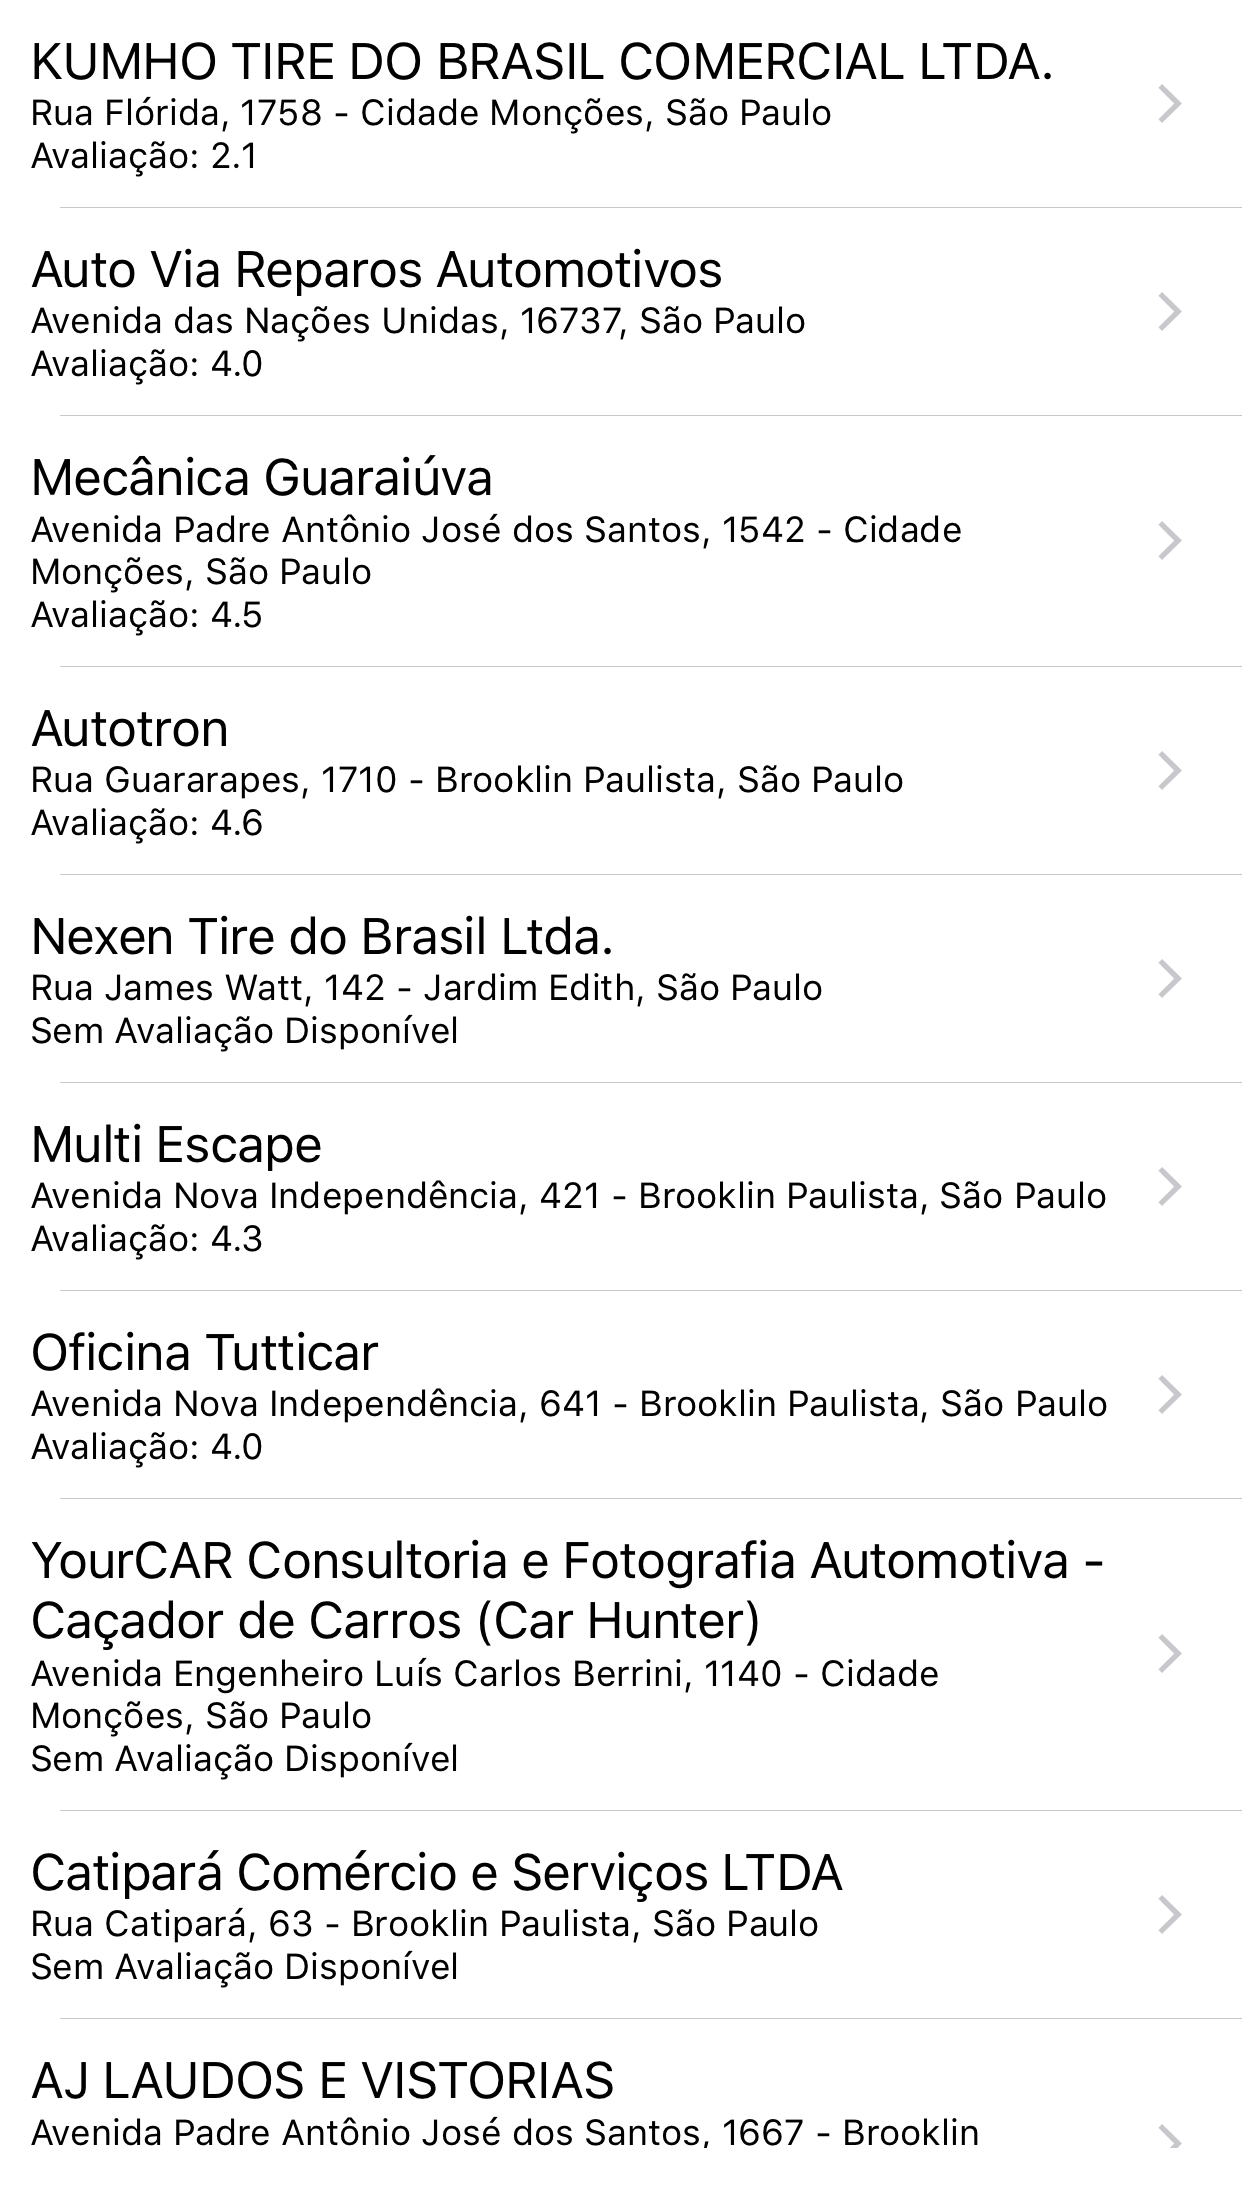 KUMHO TIRE DO BRASIL COMERCIAL LTDA.
Rua Flórida, 1758 - Cidade Monções, São Paulo
Avaliação: 2.1
Auto Via Reparos Automotivos
Avenida das Nações Unidas, 16737, São Paulo
Avaliação: 4.0
Mecânica Guaraiúva
Avenida Padre Antônio José dos Santos, 1542 - Cidade
Monções, São Paulo
Avaliação: 4.5
Autotron
Rua Guararapes, 1710 - Brooklin Paulista, São Paulo
Avaliação: 4.6
Nexen Tire do Brasil Ltda.
Rua James Watt, 142 - Jardim Edith, São Paulo
Sem Avaliação Disponível
Multi Escape
Avenida Nova Independência, 421 - Brooklin Paulista, São Paulo
Avaliação: 4.3
Oficina Tutticar
Avenida Nova Independência, 641 - Brooklin Paulista, São Paulo
Avaliação: 4.0
YourCAR Consultoria e Fotografia Automotiva -
Caçador de Carros (Car Hunter)
Avenida Engenheiro Luís Carlos Berrini, 1140 - Cidade
Monções, São Paulo
Sem Avaliação Disponível
Catipará Comércio e Serviços LTDA
Rua Catipará, 63 - Brooklin Paulista, São Paulo
Sem Avaliação Disponível
AJ LAUDOS E VISTORIAS
Avenida Padre Antônio José dos Santos, 1667 - Brooklin